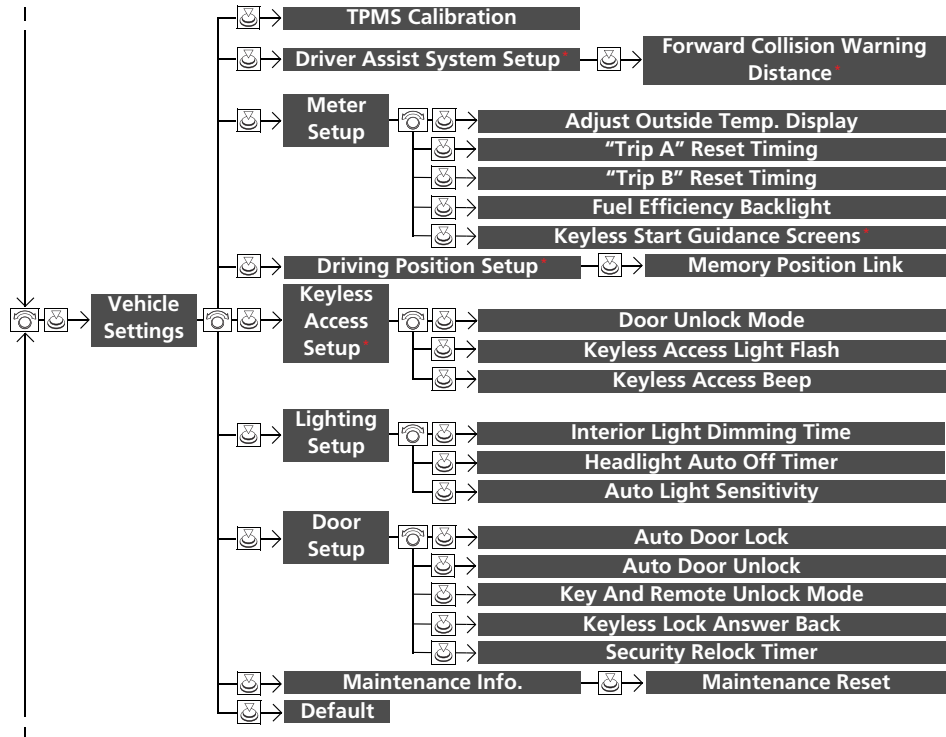 TPMS Calibration
Driver Assist System Setup*
Forward Collision Warning
Distance*
Meter
Setup
Adjust Outside Temp. Display
“Trip A” Reset Timing
“Trip B” Reset Timing
Fuel Efficiency Backlight
Keyless Start Guidance Screens*
Driving Position Setup*
Memory Position Link
Vehicle
Settings
Keyless
Access
Setup*
Door Unlock Mode
Keyless Access Light Flash
Keyless Access Beep
Lighting
Setup
Interior Light Dimming Time
Headlight Auto Off Timer
Auto Light Sensitivity
Door
Setup
Auto Door Lock
Auto Door Unlock
Key And Remote Unlock Mode
Keyless Lock Answer Back
Security Relock Timer
Maintenance Info.
Maintenance Reset
Default